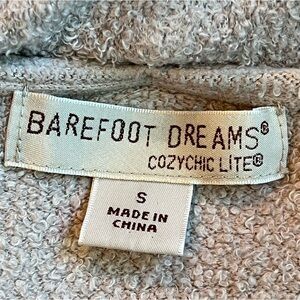 BAREFOOT DREAMS®
COZYCHIC LITE®
S
MADE IN
CHINA